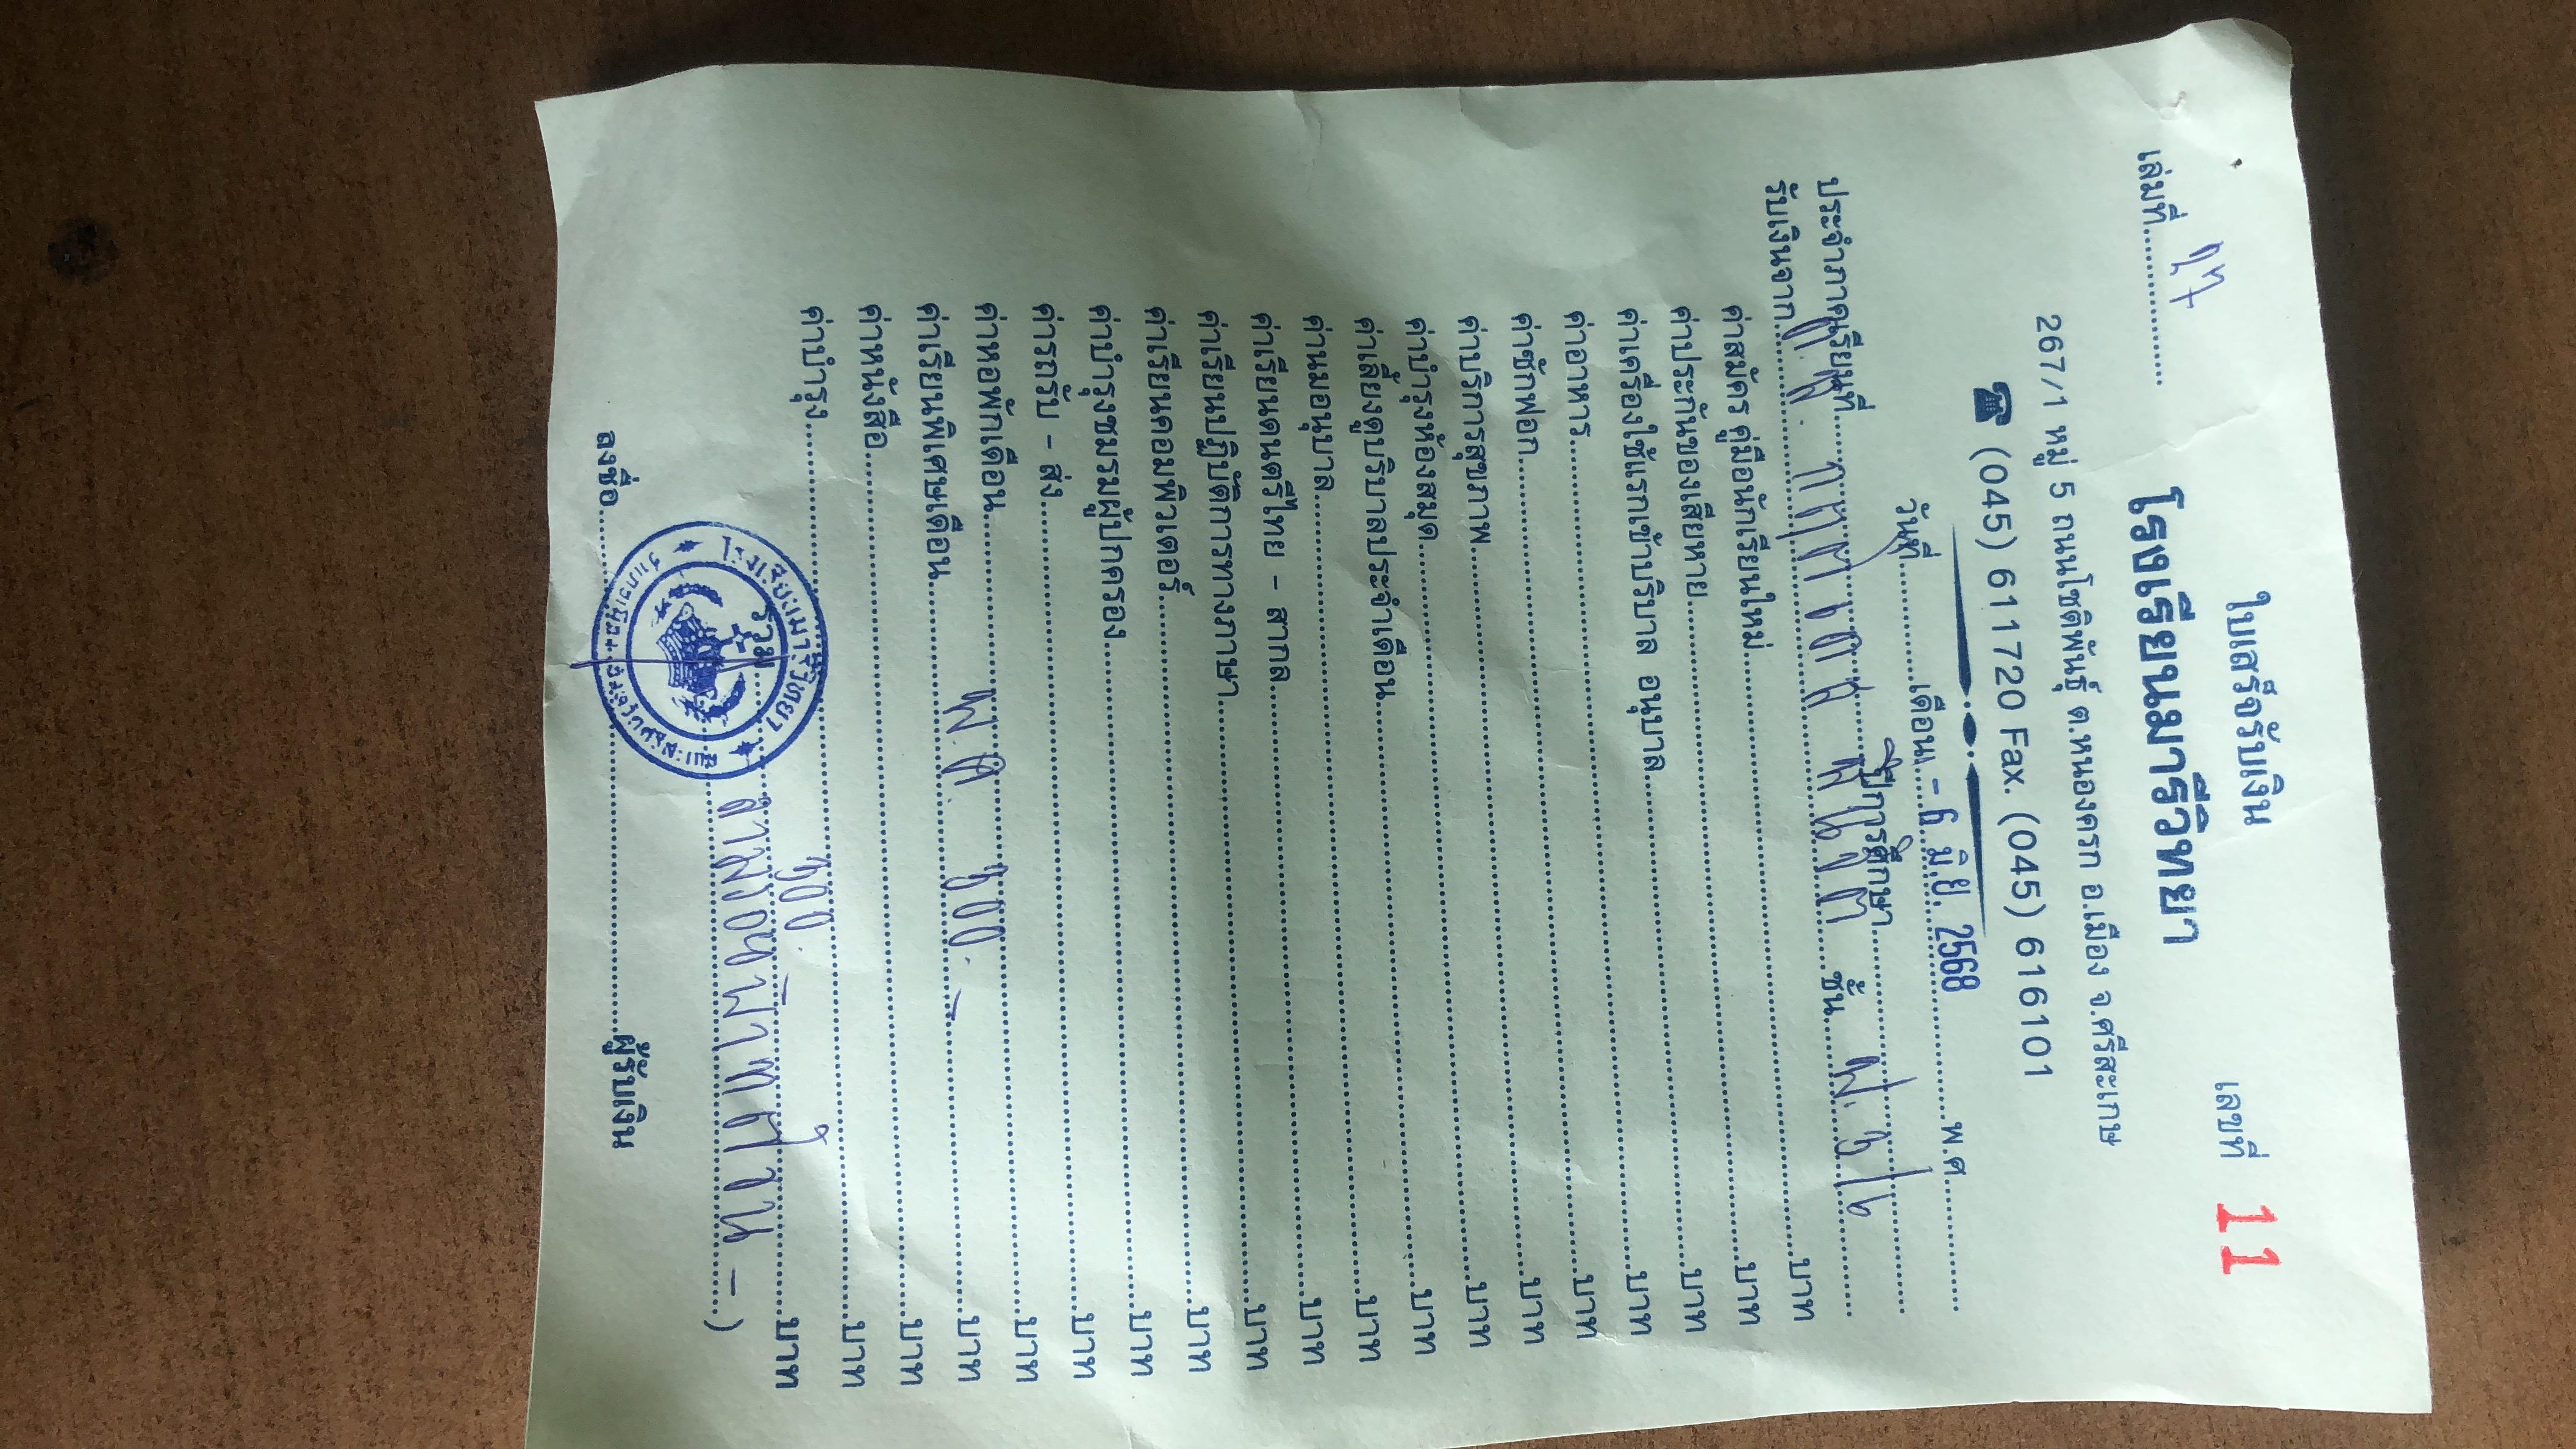 ใบเสร็จรับเงิน
เล่มที่.................... เลขที่ 11
โรงเรียนมารีวิทยา
267/1 หมู่ 5 ถนนโชติพันธุ์ ต.หนองครก อ.เมือง จ.ศรีสะเกษ
☎ (045) 611720 Fax. (045) 616101
วันที่...............เดือน - 6 มิ.ย. 2568 พ.ศ...............
ประจำภาคเรียนที่...............ปีการศึกษา...............
รับเงินจาก ด.ญ. ............... ชั้น...............
ค่าสมัคร คู่มือนักเรียนใหม่...............บาท
ค่าประกันของเสียหาย...............บาท
ค่าเครื่องใช้แรกเข้าบริบาล อนุบาล...............บาท
ค่าอาหาร...............บาท
ค่าซักฟอก...............บาท
ค่าบริการสุขภาพ...............บาท
ค่าบำรุงห้องสมุด...............บาท
ค่าเลี้ยงดูบริบาลประจำเดือน...............บาท
ค่านมอนุบาล...............บาท
ค่าเรียนดนตรีไทย - สากล...............บาท
ค่าเรียนปฏิบัติการทางภาษา...............บาท
ค่าเรียนคอมพิวเตอร์...............บาท
ค่าบำรุงชมรมผู้ปกครอง...............บาท
ค่ารถรับ - ส่ง...............บาท
ค่าหอพักเดือน...............บาท
ค่าเรียนพิเศษเดือน...... พ.ค. 300.- ......บาท
ค่าหนังสือ...............บาท
ค่าบำรุง...............บาท
รวม...... 300 ......บาท
สามร้อยบาทถ้วน -)
โรงเรียนมารีวิทยา
ลงชื่อ...............ผู้รับเงิน